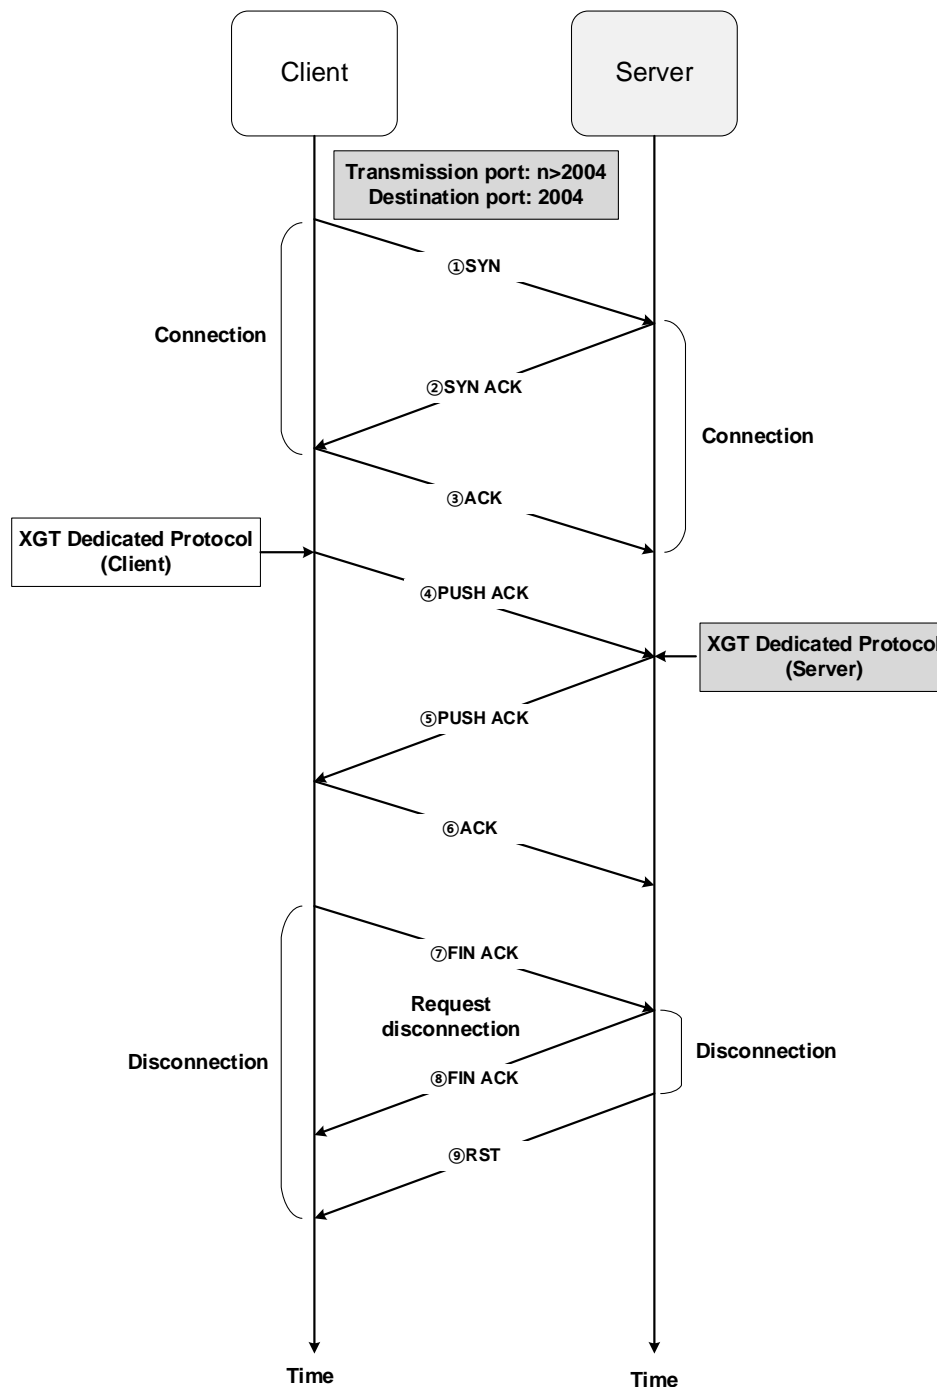 Client
Server
Transmission port: n>2004
Destination port: 2004
①SYN
Connection
②SYN ACK
Connection
③ACK
XGT Dedicated Protocol
(Client)
④PUSH ACK
XGT Dedicated Protocol
(Server)
⑤PUSH ACK
⑥ACK
⑦FIN ACK
Request
disconnection
Disconnection
Disconnection
⑧FIN ACK
⑨RST
Time
Time